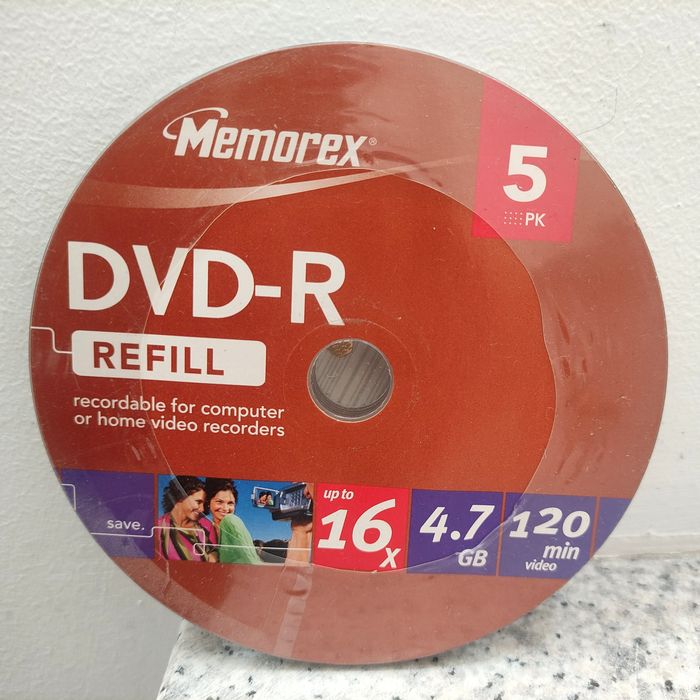 Memorex®
5
PK
DVD-R
REFILL
recordable for computer
or home video recorders
save.
up to
16x
4.7
GB
120
min
video